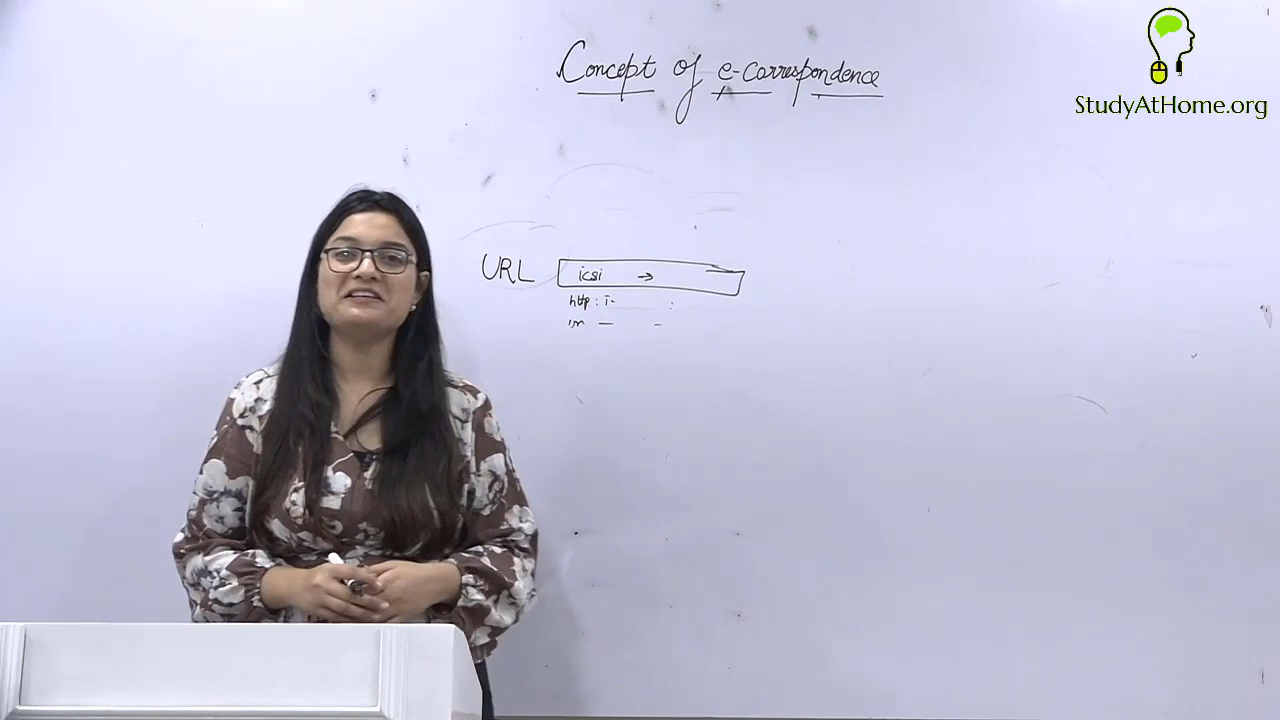 Concept of e-correspondence
StudyAtHome.org
URL icsi →
http :